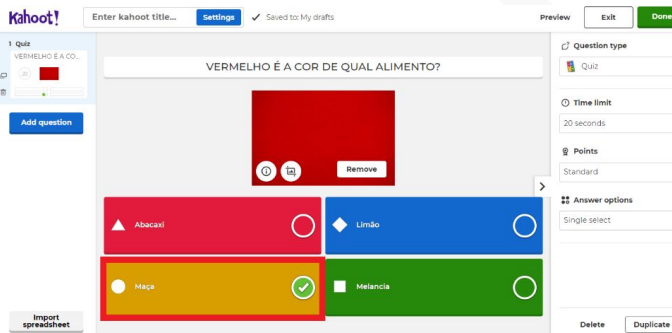 Kahoot!
Enter kahoot title...
Settings
Saved to: My drafts
Preview
Exit
Done
1 Quiz
VERMELHO É A CO...
20
Add question
Import
spreadsheet
VERMELHO É A COR DE QUAL ALIMENTO?
Remove
Abacaxi
Limão
Maça
Melancia
Question type
Quiz
Time limit
20 seconds
Points
Standard
Answer options
Single select
Delete
Duplicate